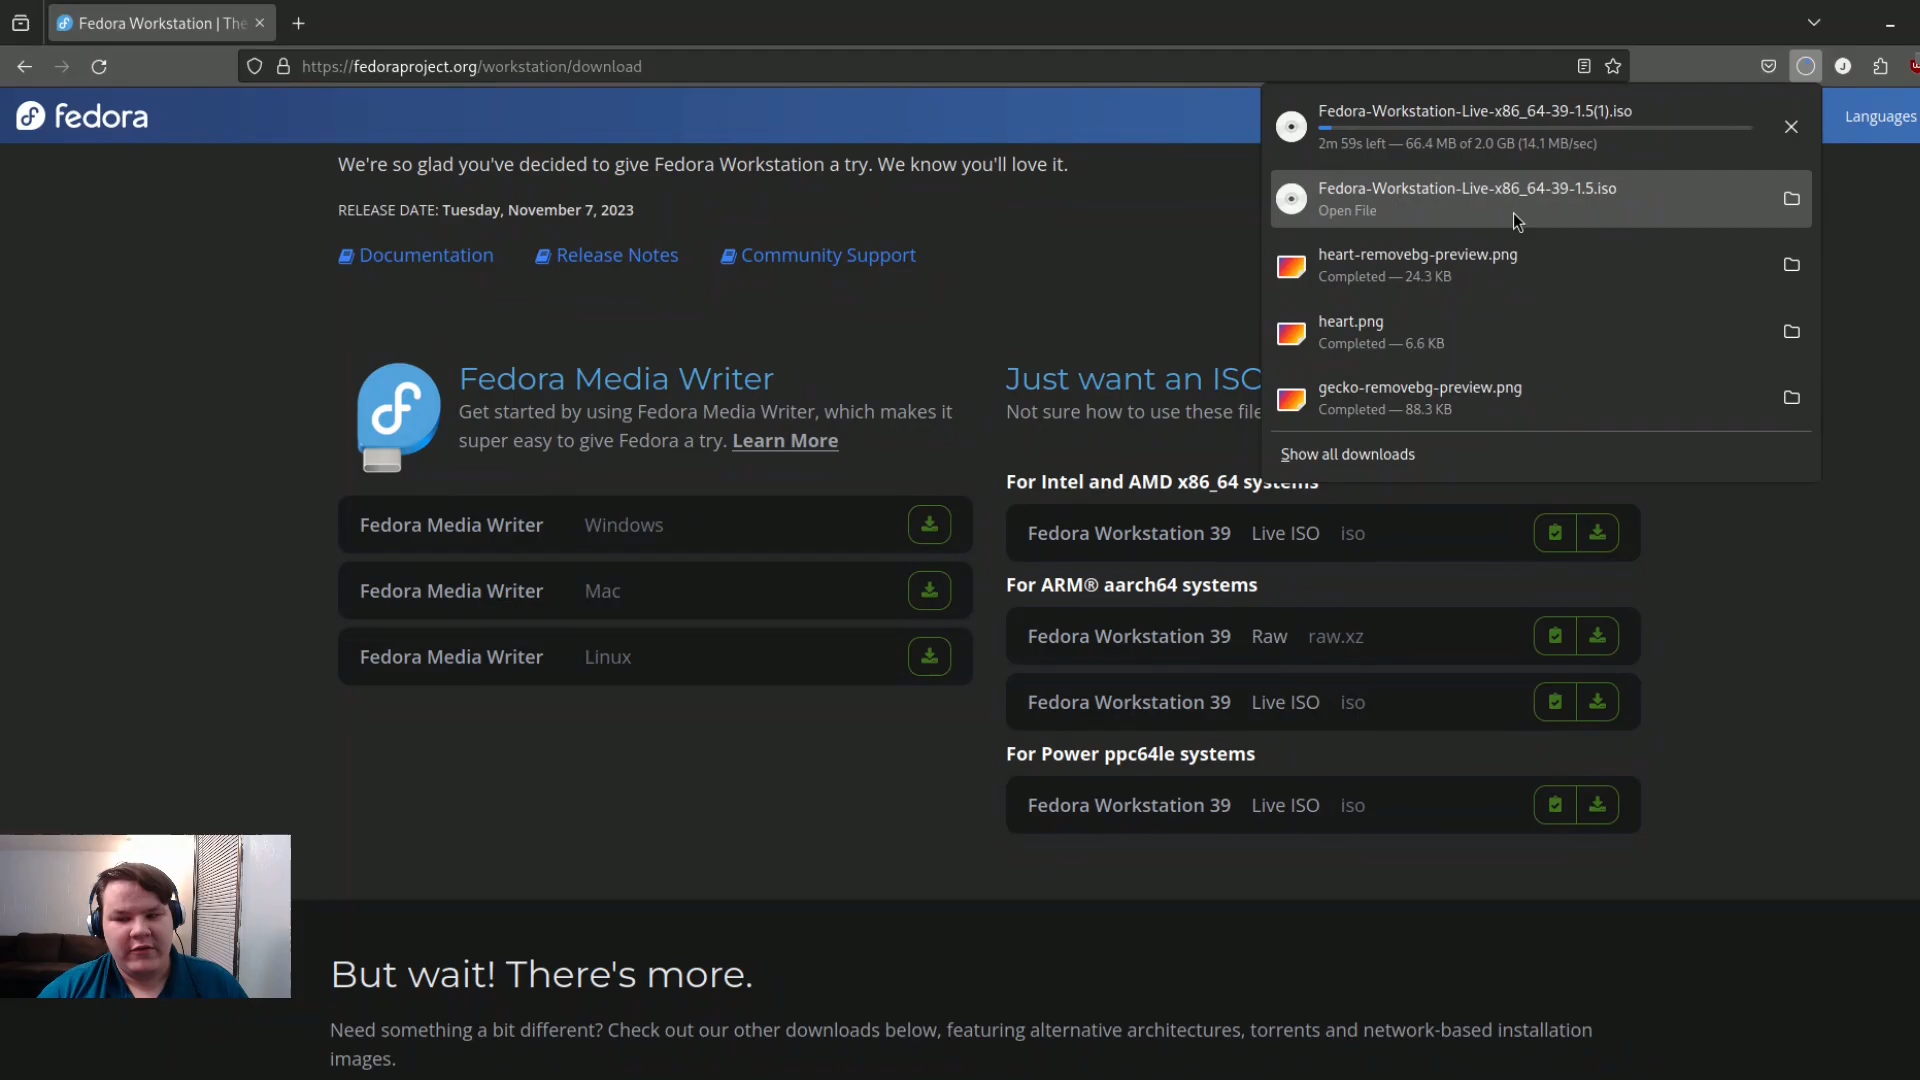 Fedora Workstation | The
https://fedoraproject.org/workstation/download
J
fedora
Languages
We're so glad you've decided to give Fedora Workstation a try. We know you'll love it.
RELEASE DATE: Tuesday, November 7, 2023
Documentation
Release Notes
Community Support
Fedora-Workstation-Live-x86_64-39-1.5(1).iso
2m 59s left — 66.4 MB of 2.0 GB (14.1 MB/sec)
Fedora-Workstation-Live-x86_64-39-1.5.iso
Open File
heart-removebg-preview.png
Completed — 24.3 KB
heart.png
Completed — 6.6 KB
gecko-removebg-preview.png
Completed — 88.3 KB
Show all downloads
Fedora Media Writer
Get started by using Fedora Media Writer, which makes it
super easy to give Fedora a try. Learn More
Fedora Media Writer Windows
Fedora Media Writer Mac
Fedora Media Writer Linux
Just want an ISO
Not sure how to use these file
For Intel and AMD x86_64 systems
Fedora Workstation 39 Live ISO iso
For ARM® aarch64 systems
Fedora Workstation 39 Raw raw.xz
Fedora Workstation 39 Live ISO iso
For Power ppc64le systems
Fedora Workstation 39 Live ISO iso
But wait! There's more.
Need something a bit different? Check out our other downloads below, featuring alternative architectures, torrents and network-based installation
images.